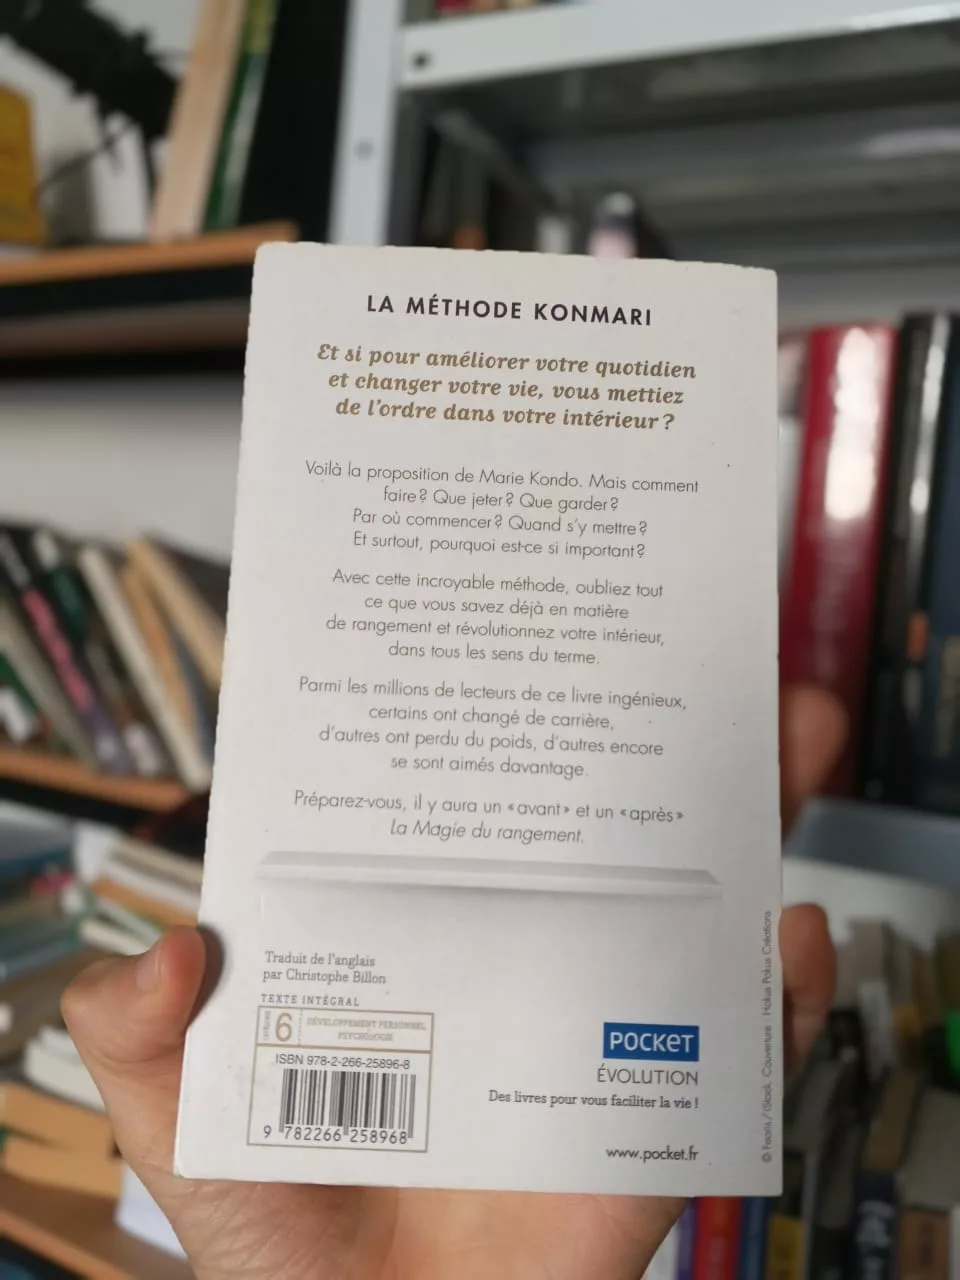 LA MÉTHODE KONMARI
Et si pour améliorer votre quotidien
et changer votre vie, vous mettiez
de l'ordre dans votre intérieur ?
Voilà la proposition de Marie Kondo. Mais comment
faire ? Que jeter ? Que garder ?
Par où commencer ? Quand s'y mettre ?
Et surtout, pourquoi est-ce si important ?
Avec cette incroyable méthode, oubliez tout
ce que vous savez déjà en matière
de rangement et révolutionnez votre intérieur,
dans tous les sens du terme.
Parmi les millions de lecteurs de ce livre ingénieux,
certains ont changé de carrière,
d'autres ont perdu du poids, d'autres encore
se sont aimés davantage.
Préparez-vous, il y aura un « avant » et un « après »
La Magie du rangement.
Traduit de l'anglais
par Christophe Billon
TEXTE INTÉGRAL
CATÉGORIE
6
DÉVELOPPEMENT PERSONNEL
PSYCHOLOGIE
ISBN 978-2-266-25896-8
9 782266 258968
POCKET
ÉVOLUTION
Des livres pour vous faciliter la vie !
www.pocket.fr
iStock. Couverture : Hokus Pokus Créations